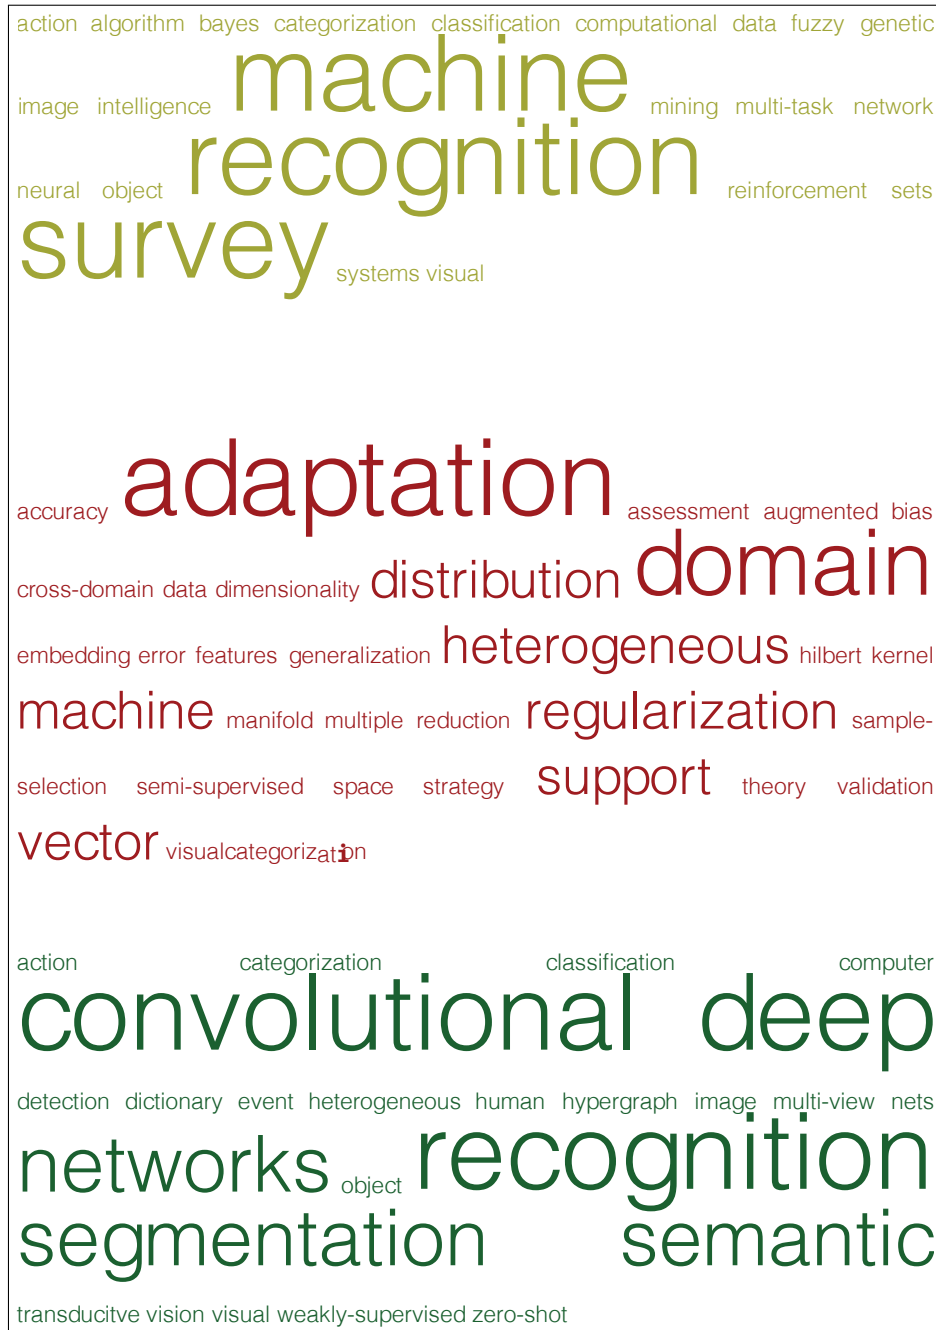 action algorithm bayes categorization classification computational data fuzzy genetic
image intelligence machine mining multi-task network
neural object recognition reinforcement sets
survey systems visual
accuracy adaptation assessment augmented bias
cross-domain data dimensionality distribution domain
embedding error features generalization heterogeneous hilbert kernel
machine manifold multiple reduction regularization sample-
selection semi-supervised space strategy support theory validation
vector visualcategorization
action categorization classification computer
convolutional deep
detection dictionary event heterogeneous human hypergraph image multi-view nets
networks object recognition
segmentation semantic
transducitve vision visual weakly-supervised zero-shot